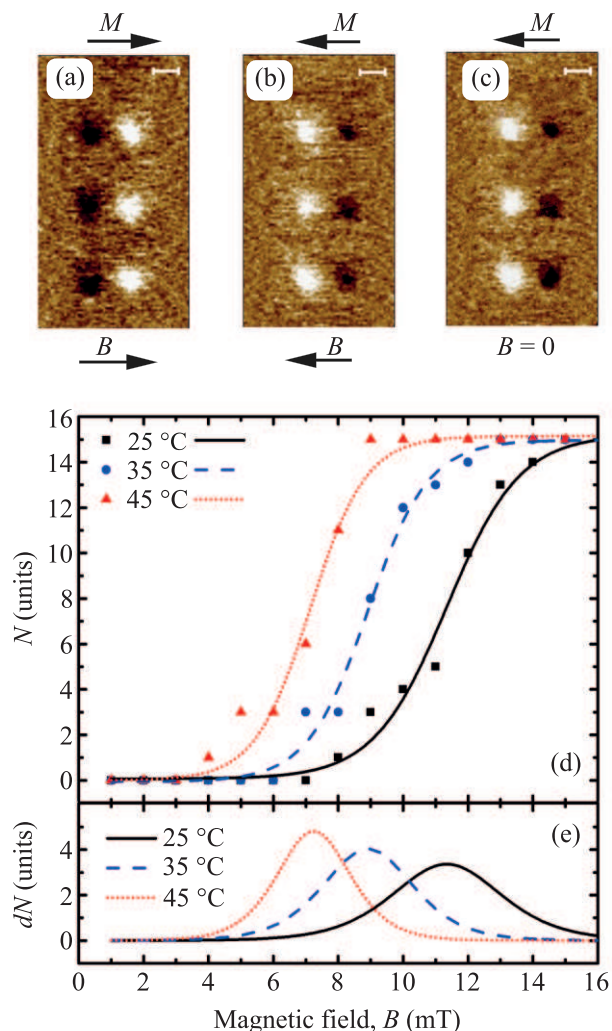 M M M
(a) (b) (c)
B B B = 0
16
14
12
10
8
6
4
2
0
N (units)
25 °C
35 °C
45 °C
(d)
4
2
0
dN (units)
25 °C
35 °C
45 °C
(e)
0 2 4 6 8 10 12 14 16
Magnetic field, B (mT)